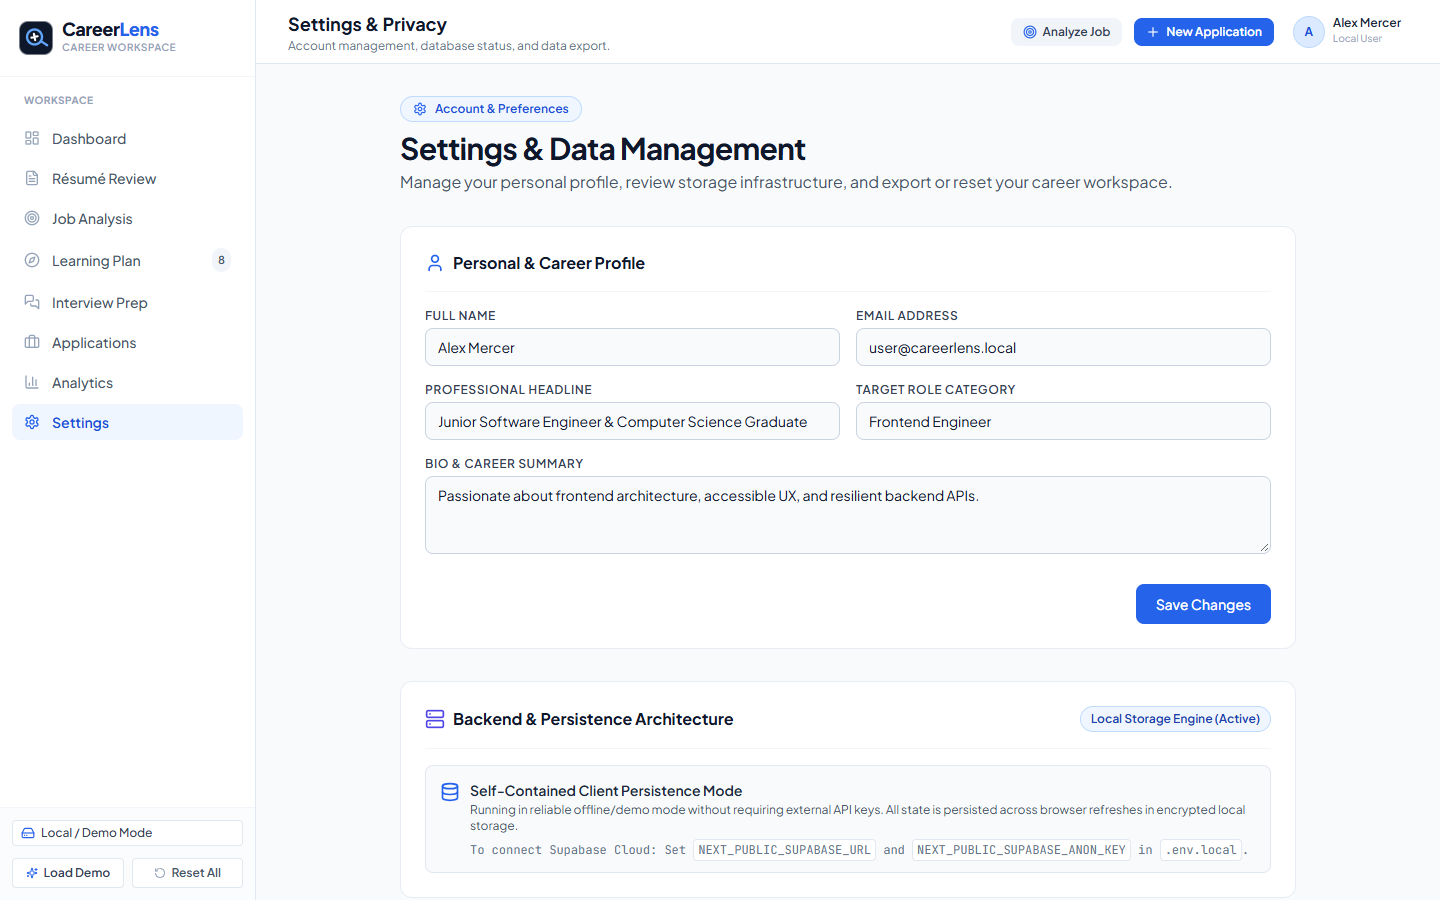 CareerLens
CAREER WORKSPACE
WORKSPACE
Dashboard
Résumé Review
Job Analysis
Learning Plan 8
Interview Prep
Applications
Analytics
Settings
Local / Demo Mode
Load Demo Reset All
Settings & Privacy
Account management, database status, and data export.
Analyze Job
New Application
A
Alex Mercer
Local User
Account & Preferences
Settings & Data Management
Manage your personal profile, review storage infrastructure, and export or reset your career workspace.
Personal & Career Profile
FULL NAME
Alex Mercer
EMAIL ADDRESS
user@careerlens.local
PROFESSIONAL HEADLINE
Junior Software Engineer & Computer Science Graduate
TARGET ROLE CATEGORY
Frontend Engineer
BIO & CAREER SUMMARY
Passionate about frontend architecture, accessible UX, and resilient backend APIs.
Save Changes
Backend & Persistence Architecture
Local Storage Engine (Active)
Self-Contained Client Persistence Mode
Running in reliable offline/demo mode without requiring external API keys. All state is persisted across browser refreshes in encrypted local
storage.
To connect Supabase Cloud: Set NEXT_PUBLIC_SUPABASE_URL and NEXT_PUBLIC_SUPABASE_ANON_KEY in .env.local.